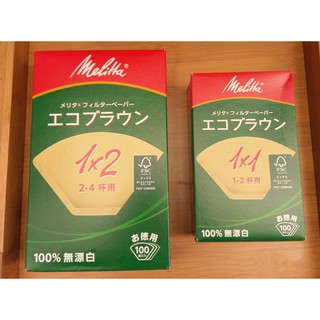 Melitta
メリタ® フィルターペーパー
エコブラウン
1×2
2-4 杯用
FSC
お徳用
100
100% 無漂白
Melitta
メリタ® フィルターペーパー
エコブラウン
1×1
1-2 杯用
FSC
お徳用
100
100% 無漂白